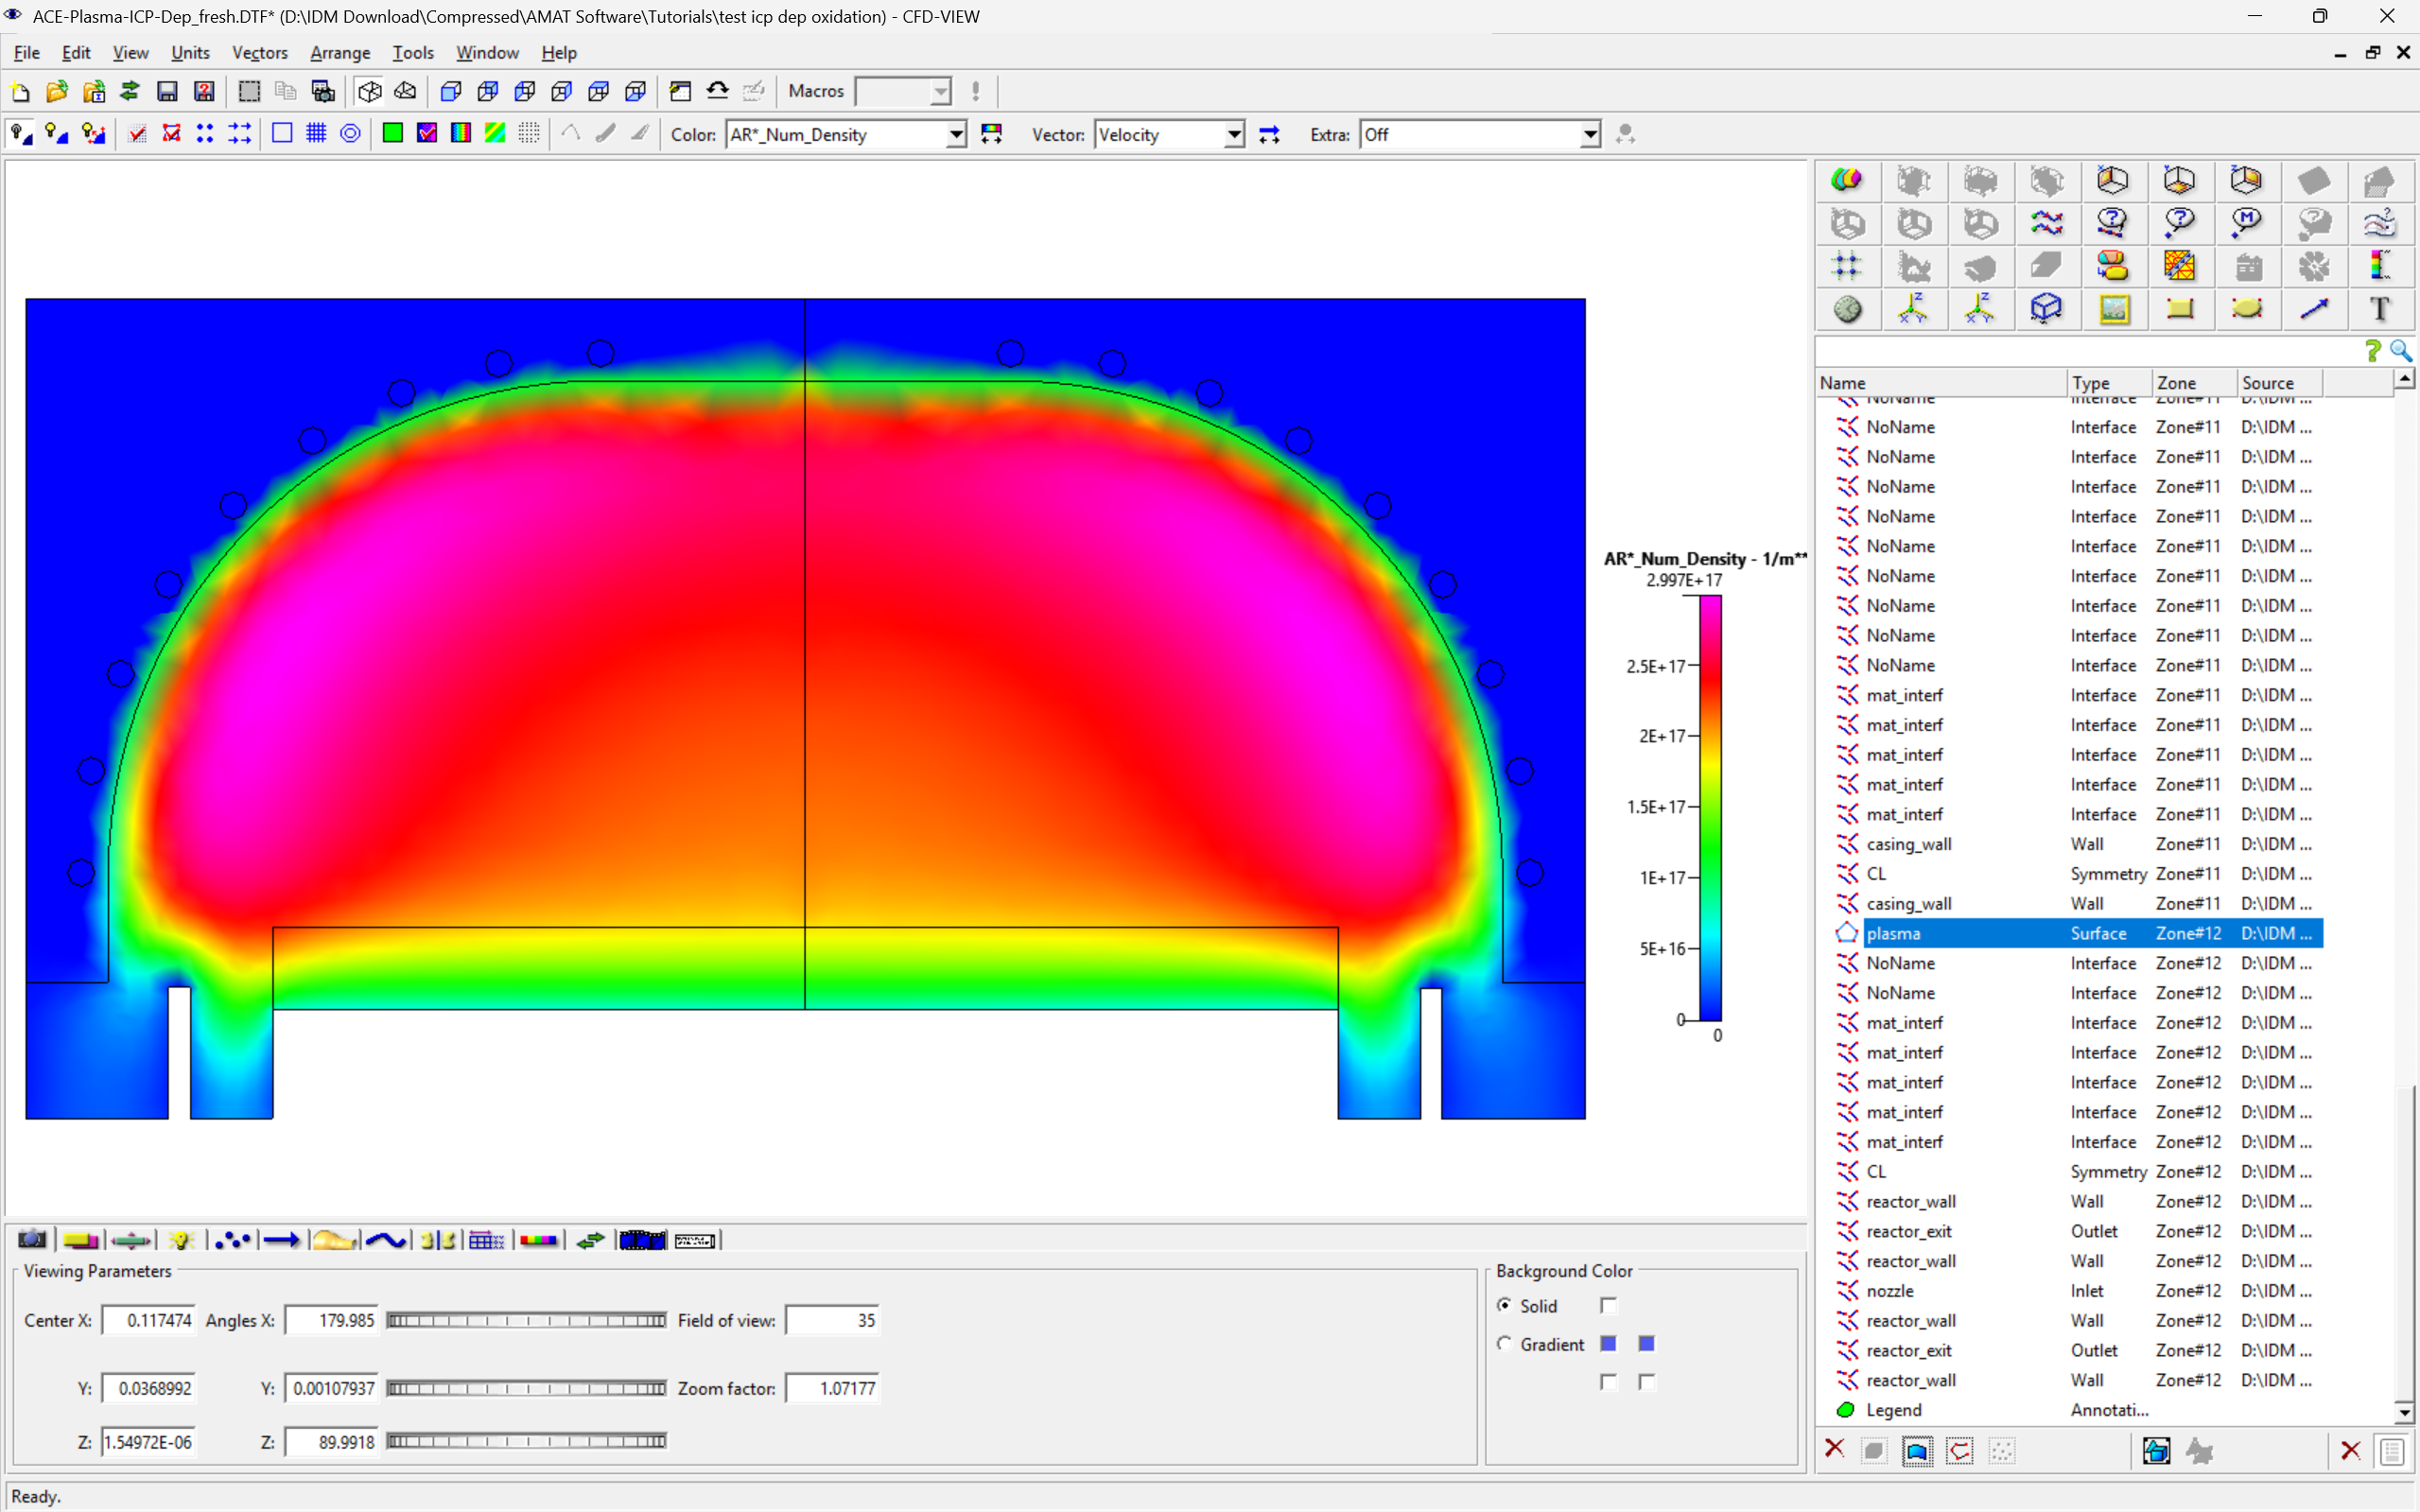 ACE-Plasma-ICP-Dep_fresh.DTF* (D:\IDM Download\Compressed\AMAT Software\Tutorials\test icp dep oxidation) - CFD-VIEW
File Edit View Units Vectors Arrange Tools Window Help
Macros
Color: AR*_Num_Density Vector: Velocity Extra: Off
AR*_Num_Density - 1/m**
2.997E+17
2.5E+17
2E+17
1.5E+17
1E+17
5E+16
0
0
Name Type Zone Source
NoName Interface Zone#11 D:\IDM ...
NoName Interface Zone#11 D:\IDM ...
NoName Interface Zone#11 D:\IDM ...
NoName Interface Zone#11 D:\IDM ...
NoName Interface Zone#11 D:\IDM ...
NoName Interface Zone#11 D:\IDM ...
NoName Interface Zone#11 D:\IDM ...
NoName Interface Zone#11 D:\IDM ...
NoName Interface Zone#11 D:\IDM ...
NoName Interface Zone#11 D:\IDM ...
mat_interf Interface Zone#11 D:\IDM ...
mat_interf Interface Zone#11 D:\IDM ...
mat_interf Interface Zone#11 D:\IDM ...
mat_interf Interface Zone#11 D:\IDM ...
mat_interf Interface Zone#11 D:\IDM ...
casing_wall Wall Zone#11 D:\IDM ...
CL Symmetry Zone#11 D:\IDM ...
casing_wall Wall Zone#11 D:\IDM ...
plasma Surface Zone#12 D:\IDM ...
NoName Interface Zone#12 D:\IDM ...
NoName Interface Zone#12 D:\IDM ...
mat_interf Interface Zone#12 D:\IDM ...
mat_interf Interface Zone#12 D:\IDM ...
mat_interf Interface Zone#12 D:\IDM ...
mat_interf Interface Zone#12 D:\IDM ...
mat_interf Interface Zone#12 D:\IDM ...
CL Symmetry Zone#12 D:\IDM ...
reactor_wall Wall Zone#12 D:\IDM ...
reactor_exit Outlet Zone#12 D:\IDM ...
reactor_wall Wall Zone#12 D:\IDM ...
nozzle Inlet Zone#12 D:\IDM ...
reactor_wall Wall Zone#12 D:\IDM ...
reactor_exit Outlet Zone#12 D:\IDM ...
reactor_wall Wall Zone#12 D:\IDM ...
Legend Annotati...
Viewing Parameters
Center X: 0.117474 Angles X: 179.985 Field of view: 35
Y: 0.0368992 Y: 0.00107937 Zoom factor: 1.07177
Z: 1.54972E-06 Z: 89.9918
Background Color
Solid
Gradient
Ready.